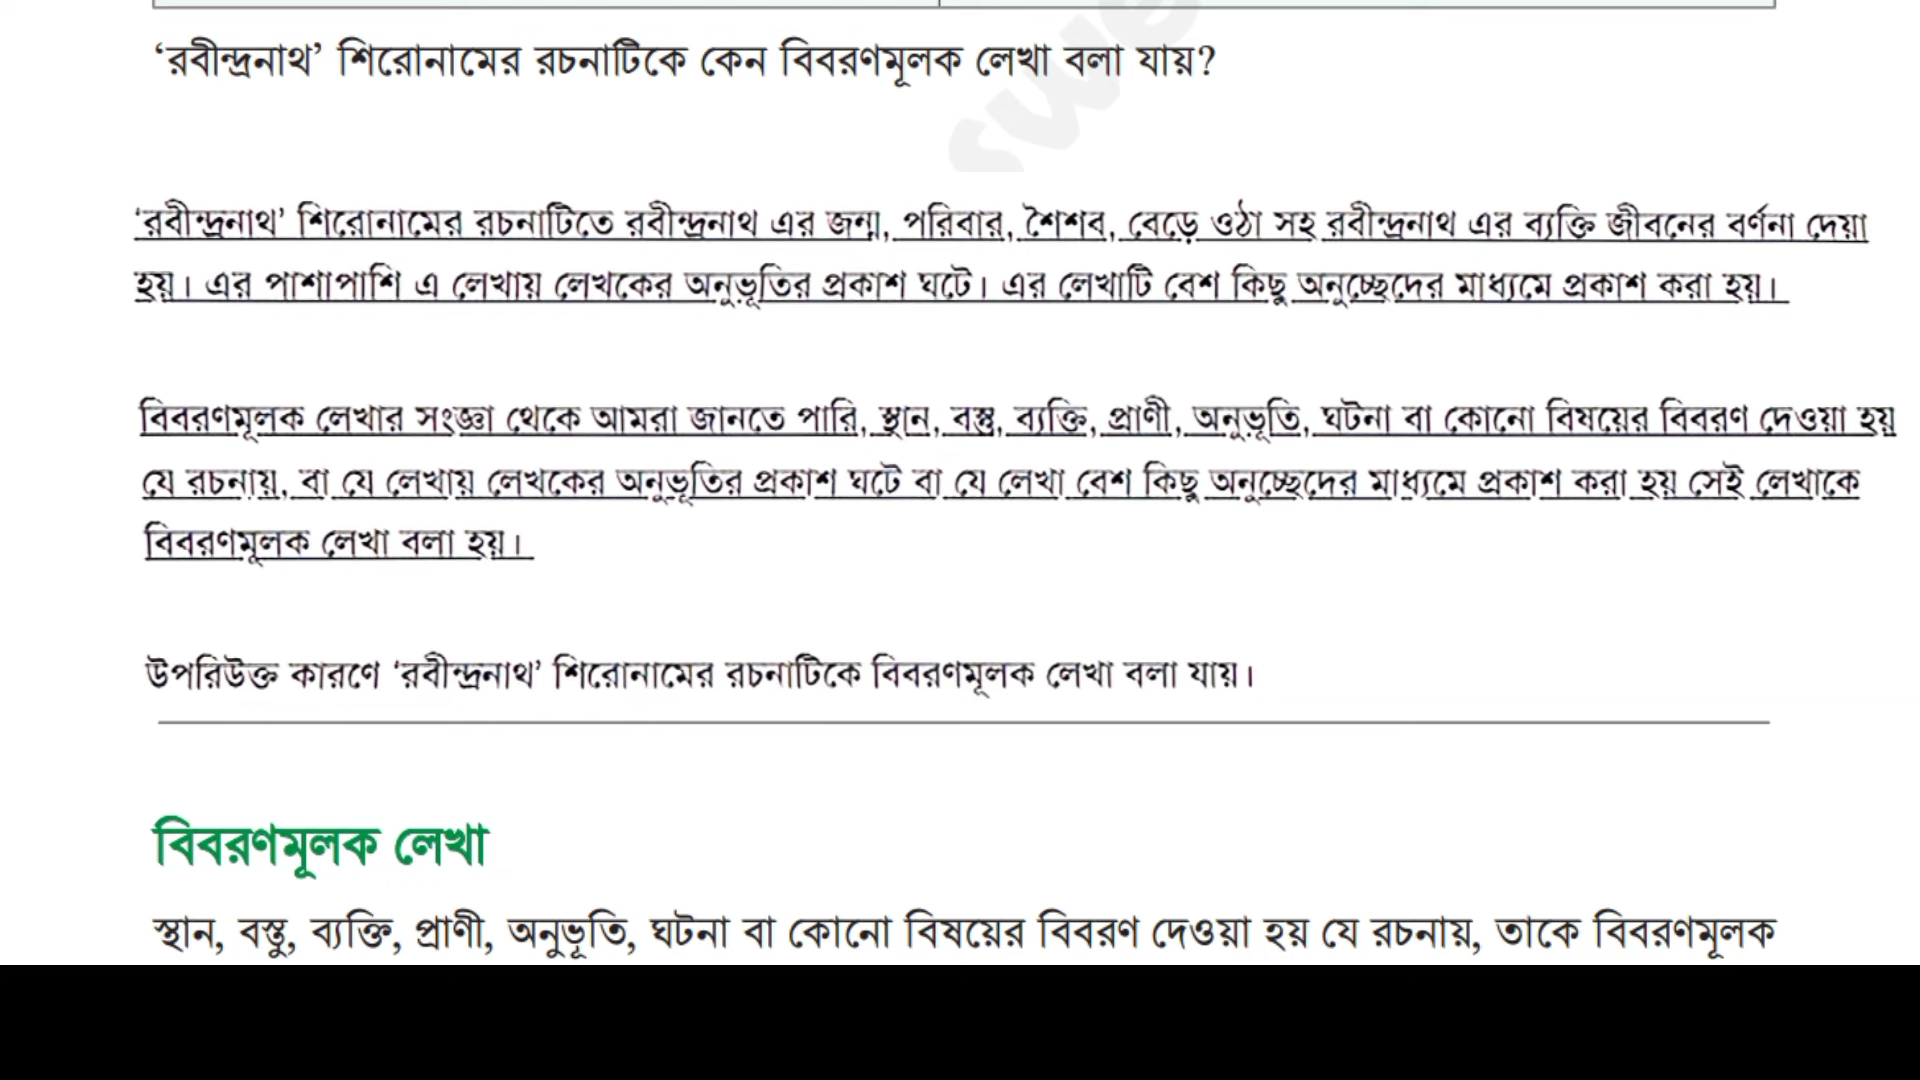 ‘রবীন্দ্রনাথ’ শিরোনামের রচনাটিকে কেন বিবরণমূলক লেখা বলা যায়?
‘রবীন্দ্রনাথ’ শিরোনামের রচনাটিতে রবীন্দ্রনাথ এর জন্ম, পরিবার, শৈশব, বেড়ে ওঠা সহ রবীন্দ্রনাথ এর ব্যক্তি জীবনের বর্ণনা দেয়া
হয়। এর পাশাপাশি এ লেখায় লেখকের অনুভূতির প্রকাশ ঘটে। এর লেখাটি বেশ কিছু অনুচ্ছেদের মাধ্যমে প্রকাশ করা হয়।
বিবরণমূলক লেখার সংজ্ঞা থেকে আমরা জানতে পারি, স্থান, বস্তু, ব্যক্তি, প্রাণী, অনুভূতি, ঘটনা বা কোনো বিষয়ের বিবরণ দেওয়া হয়
যে রচনায়, বা যে লেখায় লেখকের অনুভূতির প্রকাশ ঘটে বা যে লেখা বেশ কিছু অনুচ্ছেদের মাধ্যমে প্রকাশ করা হয় সেই লেখাকে
বিবরণমূলক লেখা বলা হয়।
উপরিউক্ত কারণে ‘রবীন্দ্রনাথ’ শিরোনামের রচনাটিকে বিবরণমূলক লেখা বলা যায়।
বিবরণমূলক লেখা
স্থান, বস্তু, ব্যক্তি, প্রাণী, অনুভূতি, ঘটনা বা কোনো বিষয়ের বিবরণ দেওয়া হয় যে রচনায়, তাকে বিবরণমূলক